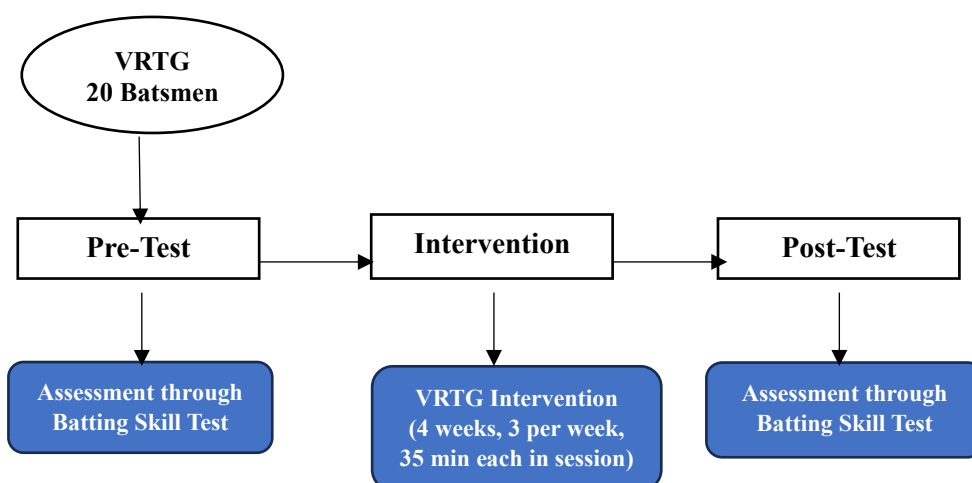 VRTG
20 Batsmen
Pre-Test
Intervention
Post-Test
Assessment through
Batting Skill Test
VRTG Intervention
(4 weeks, 3 per week,
35 min each in session)
Assessment through
Batting Skill Test